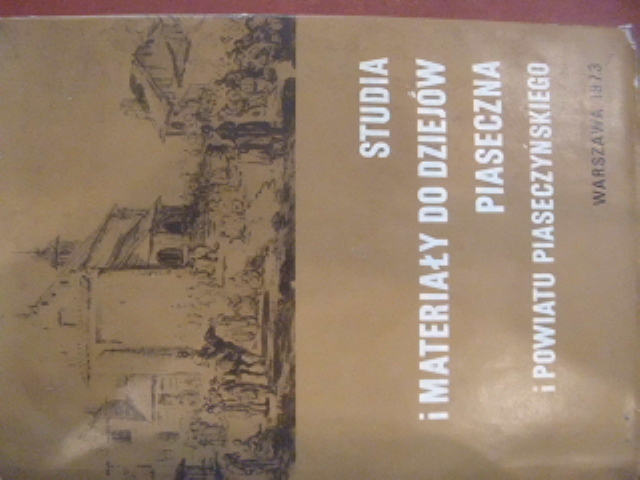 STUDIA
i MATERIAŁY DO DZIEJÓW
PIASECZNA
i POWIATU PIASECZYŃSKIEGO
WARSZAWA 1973